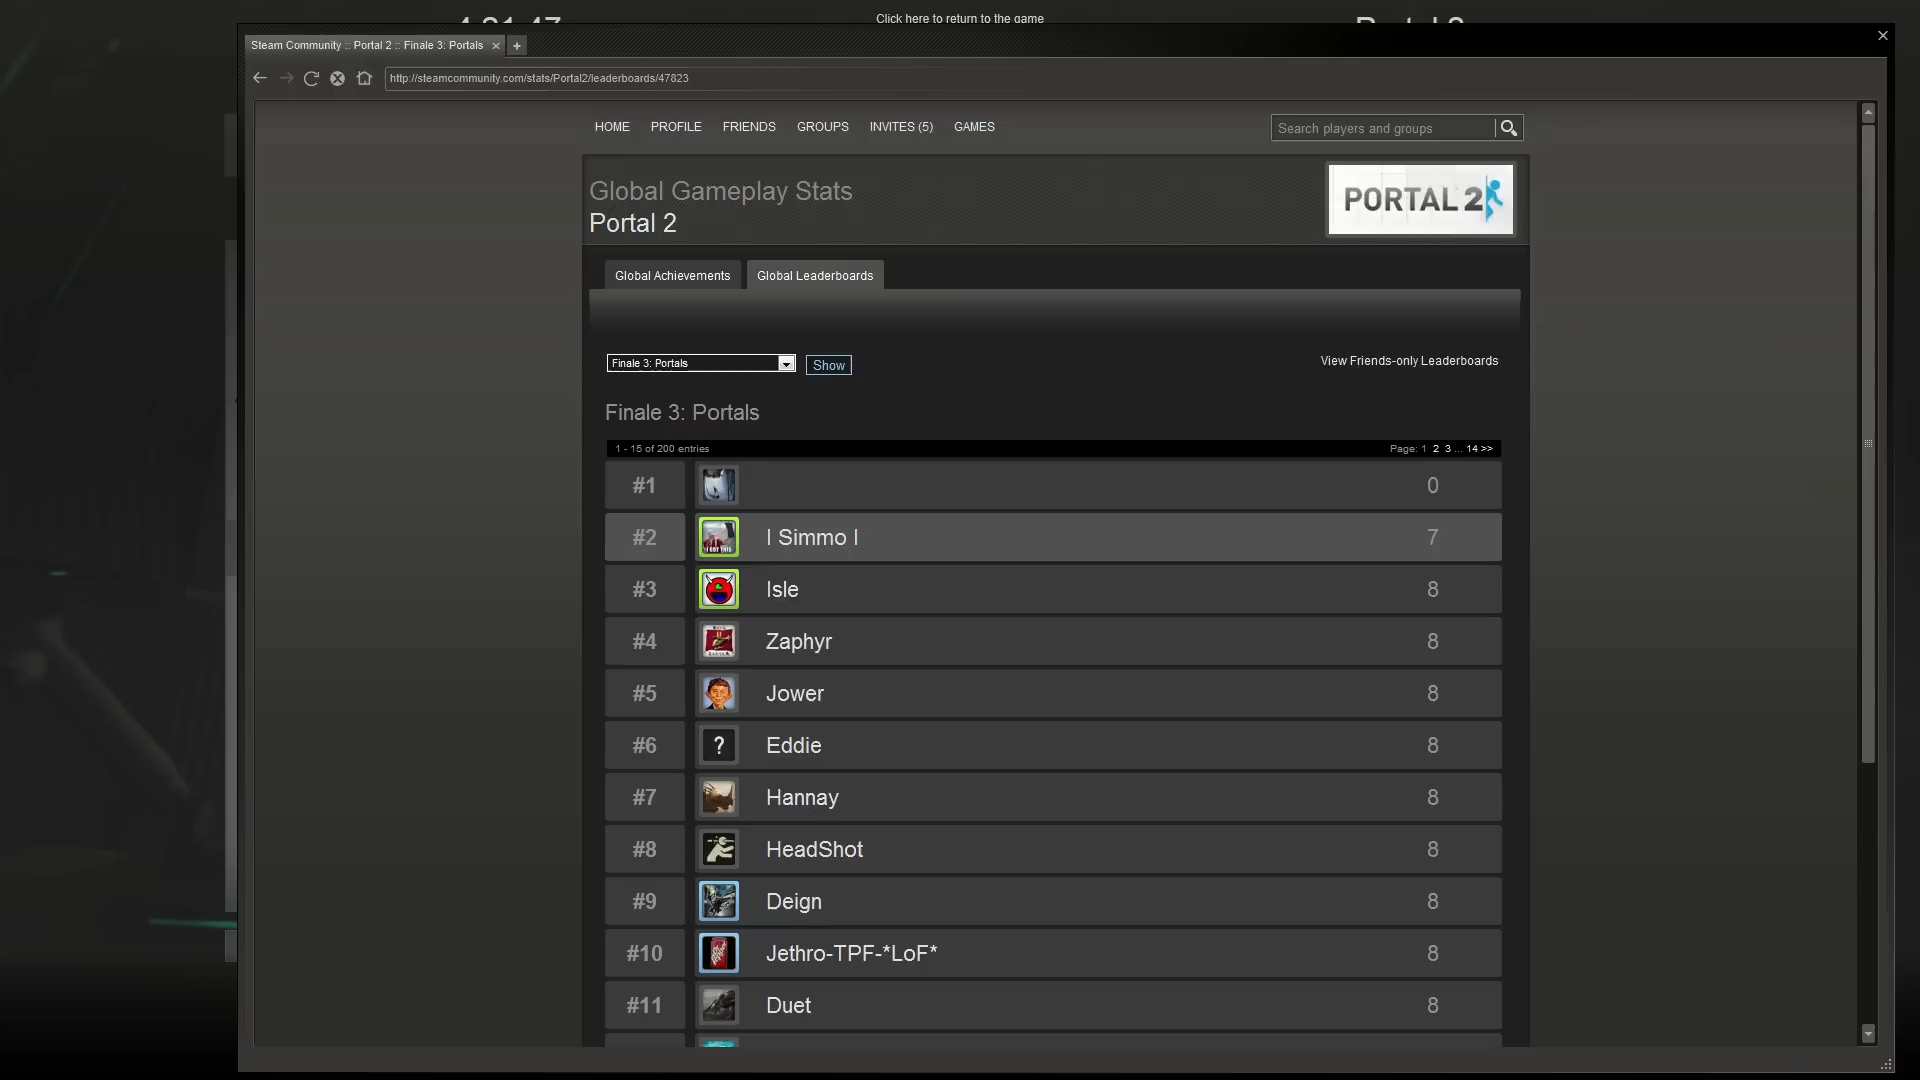 Click here to return to the game
Steam Community :: Portal 2 :: Finale 3: Portals
http://steamcommunity.com/stats/Portal2/leaderboards/47823
HOME PROFILE FRIENDS GROUPS INVITES (5) GAMES
Search players and groups
Global Gameplay Stats
Portal 2
PORTAL 2
Global Achievements Global Leaderboards
Finale 3: Portals Show View Friends-only Leaderboards
Finale 3: Portals
1 - 15 of 200 entries Page: 1 2 3 ... 14 >>
#1 0
#2 I Simmo I 7
#3 Isle 8
#4 Zaphyr 8
#5 Jower 8
#6 ? Eddie 8
#7 Hannay 8
#8 HeadShot 8
#9 Deign 8
#10 Jethro-TPF-*LoF* 8
#11 Duet 8